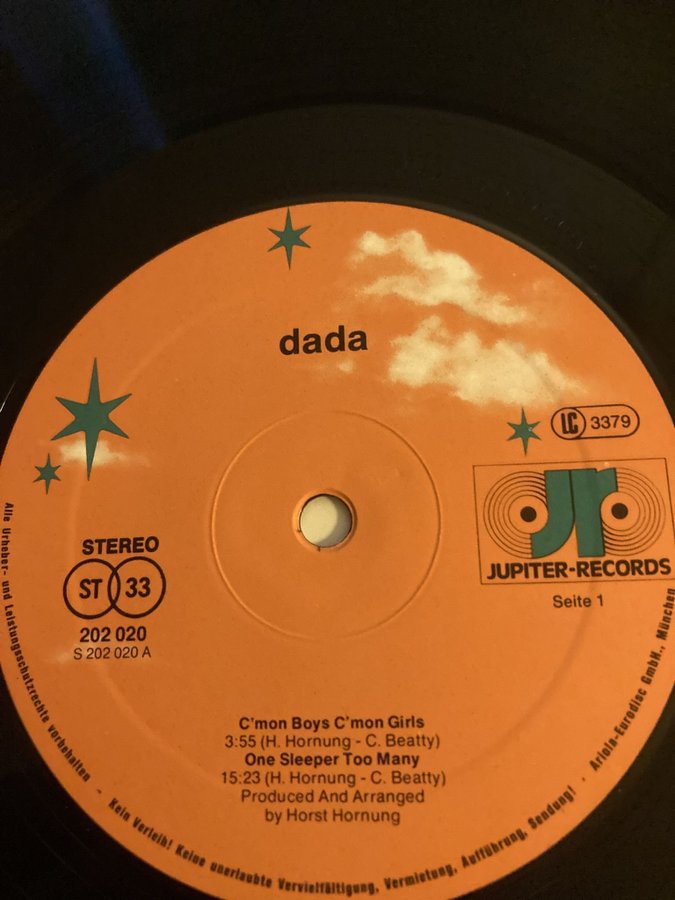 dada
LC 3379
JR
JUPITER-RECORDS
Seite 1
STEREO
ST 33
202 020
S 202 020 A
C'mon Boys C'mon Girls
3:55 (H. Hornung - C. Beatty)
One Sleeper Too Many
15:23 (H. Hornung - C. Beatty)
Produced And Arranged
by Horst Hornung
Alle Urheber- und Leistungsschutzrechte vorbehalten - Kein Verleih! Keine unerlaubte Vervielfältigung, Vermietung, Aufführung, Sendung! · Ariola-Eurodisc GmbH., München